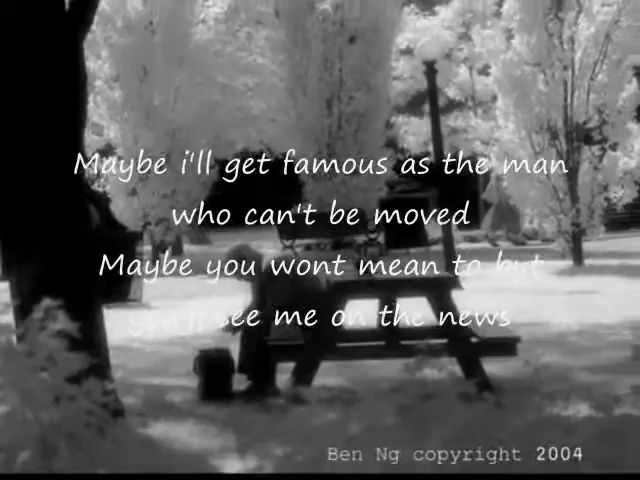 Maybe i'll get famous as the man
who can't be moved
Maybe you wont mean to but
you'll see me on the news
Ben Ng copyright 2004